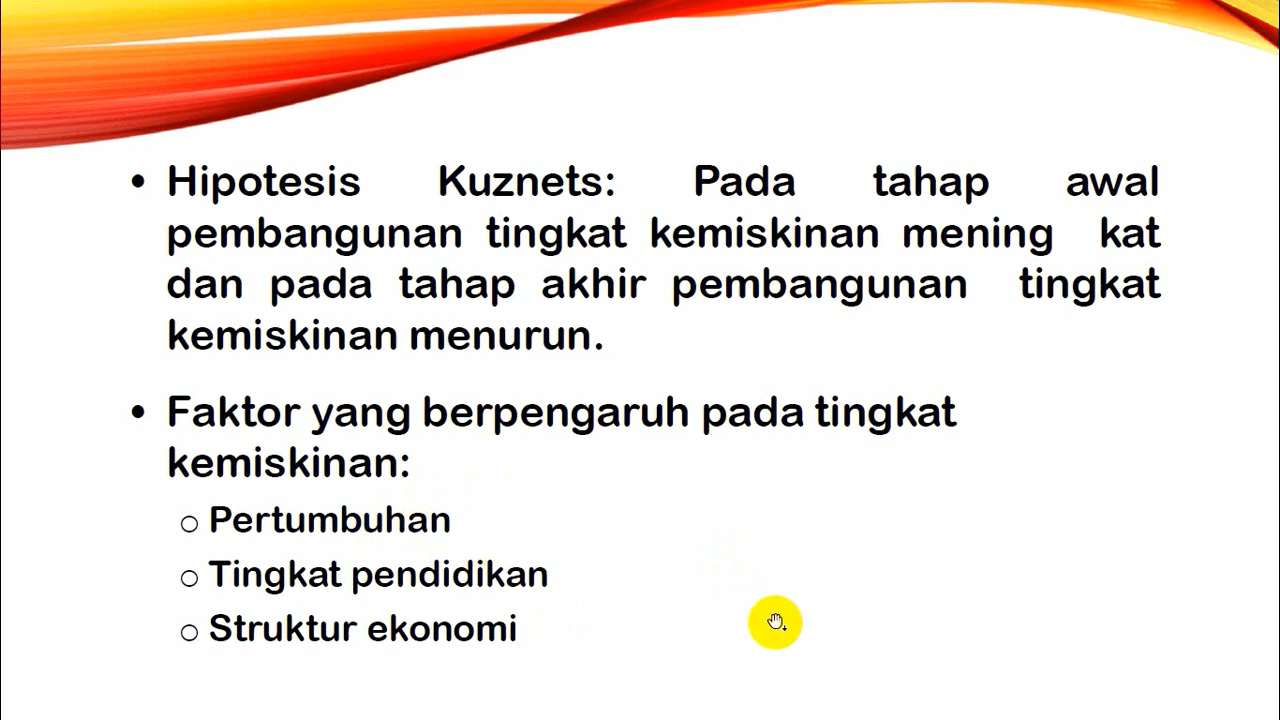 • Hipotesis Kuznets: Pada tahap awal
pembangunan tingkat kemiskinan mening kat
dan pada tahap akhir pembangunan tingkat
kemiskinan menurun.
• Faktor yang berpengaruh pada tingkat
kemiskinan:
o Pertumbuhan
o Tingkat pendidikan
o Struktur ekonomi